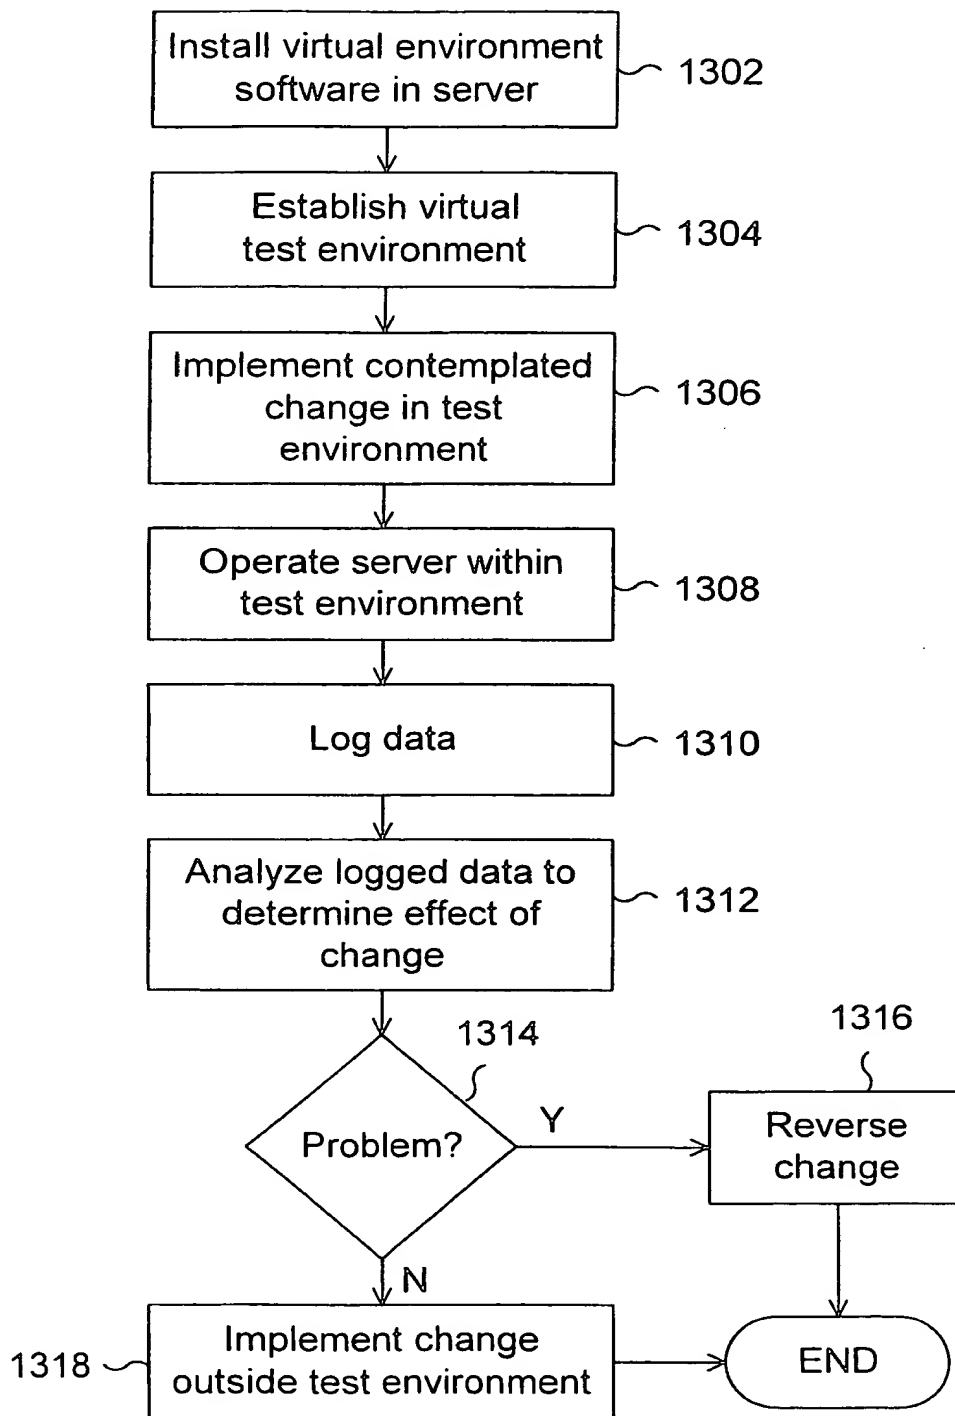 Install virtual environment
software in server
1302
Establish virtual
test environment
1304
Implement contemplated
change in test
environment
1306
Operate server within
test environment
1308
Log data
1310
Analyze logged data to
determine effect of
change
1312
1314
Problem?
Y
1316
Reverse
change
N
1318
Implement change
outside test environment
END